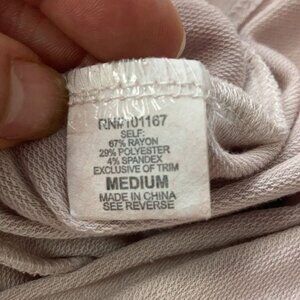 RN#101167
SELF:
67% RAYON
29% POLYESTER
4% SPANDEX
EXCLUSIVE OF TRIM
MEDIUM
MADE IN CHINA
SEE REVERSE